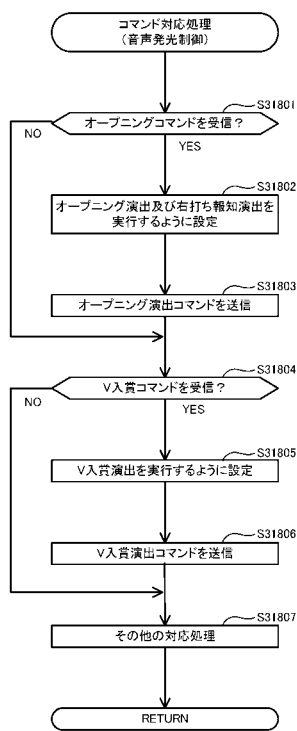 コマンド対応処理
(音声発光制御)
S31801
オープニングコマンドを受信?
NO
YES
S31802
オープニング演出及び右打ち報知演出を
実行するように設定
S31803
オープニング演出コマンドを送信
S31804
V入賞コマンドを受信?
NO
YES
S31805
V入賞演出を実行するように設定
S31806
V入賞演出コマンドを送信
S31807
その他の対応処理
RETURN